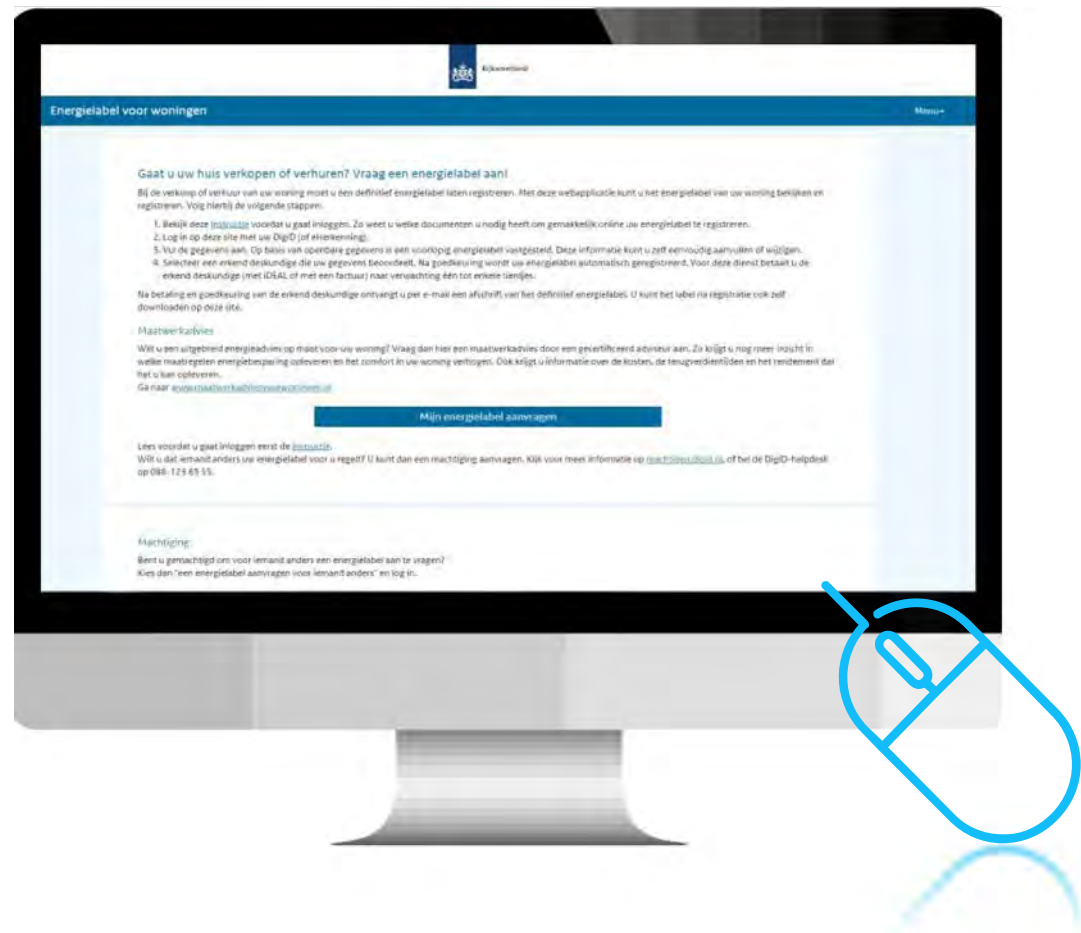 Rijksoverheid
Energielabel voor woningen
Menu
Gaat u uw huis verkopen of verhuren? Vraag een energielabel aan!
Bij de verkoop of verhuur van uw woning moet u een definitief energielabel laten registreren. Met deze webapplicatie kunt u het energielabel van uw woning bekijken en
registreren. Volg hierbij de volgende stappen:
1. Bekijk deze instructie voordat u gaat inloggen. Zo weet u welke documenten u nodig heeft om gemakkelijk online uw energielabel te registreren.
2. Log in op deze site met uw DigiD (of eHerkenning).
3. Vul de gegevens aan. Op basis van openbare gegevens is een voorlopig energielabel vastgesteld. Deze informatie kunt u zelf eenvoudig aanvullen of wijzigen.
4. Selecteer een erkend deskundige die uw gegevens beoordeelt. Na goedkeuring wordt uw energielabel automatisch geregistreerd. Voor deze dienst betaalt u de
erkend deskundige (met iDEAL of met een factuur) naar verwachting één tot enkele tientjes.
Na betaling en goedkeuring van de erkend deskundige ontvangt u per e-mail een afschrift van het definitief energielabel. U kunt het label na registratie ook zelf
downloaden op deze site.
Maatwerkadvies
Wilt u een uitgebreid energieadvies op maat voor uw woning? Vraag dan hier een maatwerkadvies door een gecertificeerd adviseur aan. Zo krijgt u nog meer inzicht in
welke maatregelen energiebesparing opleveren en het comfort in uw woning verhogen. Ook krijgt u informatie over de kosten, de terugverdientijden en het rendement dat
het u kan opleveren.
Ga naar
Mijn energielabel aanvragen
Lees voordat u gaat inloggen eerst de instructie.
Wilt u dat iemand anders uw energielabel voor u regelt? U kunt dan een machtiging aanvragen. Kijk voor meer informatie op machtigen.digid.nl, of bel de DigiD-helpdesk
op 088-123 65 55.
Machtiging
Bent u gemachtigd om voor iemand anders een energielabel aan te vragen?
Kies dan "een energielabel aanvragen voor iemand anders" en log in.